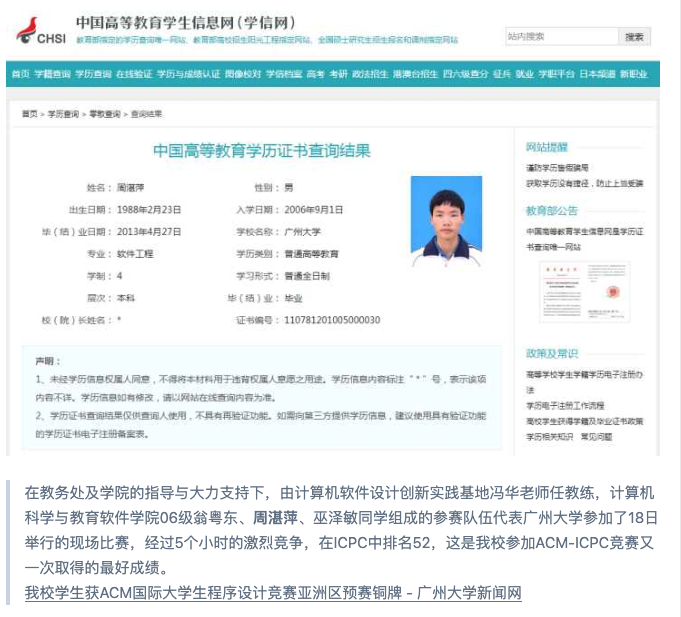 CHSI
中国高等教育学生信息网(学信网)
教育部指定的学历查询唯一网站、教育部高校招生阳光工程指定网站、全国硕士研究生招生报名和调剂指定网站
站内搜索 搜索
首页 学籍查询 学历查询 在线验证 学历与成绩认证 图像校对 学信档案 高考 考研 政法招生 港澳台招生 四六级查分 征兵 就业 学职平台 日本频道 新职业
首页 > 学历查询 > 零散查询 > 查询结果
中国高等教育学历证书查询结果
姓名: 周湛萍 性别: 男
出生日期: 1988年2月23日 入学日期: 2006年9月1日
毕(结)业日期: 2013年4月27日 学校名称: 广州大学
专业: 软件工程 学历类别: 普通高等教育
学制: 4 学习形式: 普通全日制
层次: 本科 毕(结)业: 毕业
校(院)长姓名: * 证书编号: 110781201005000030
声明:
1、未经学历信息权属人同意,不得将本材料用于违背权属人意愿之用途。学历信息内容标注“*”号,表示该项
内容不详。学历信息如有修改,请以网站在线查询内容为准。
2、学历证书查询结果仅供查询人使用,不具有再验证功能。如需向第三方提供学历信息,建议使用具有验证功能
的学历证书电子注册备案表。
网站提醒
谨防学历售假骗局
获取学历没有捷径,防止上当受骗
教育部公告
中国高等教育学生信息网是学历证
书查询唯一网站
政策及常识
高等学校学生学籍学历电子注册办
法
学历电子注册工作流程
高校学生获得学籍及毕业证书政策
学历相关知识 常见问题
在教务处及学院的指导与大力支持下,由计算机软件设计创新实践基地冯华老师任教练,计算机
科学与教育软件学院06级翁粤东、周湛萍、巫泽敏同学组成的参赛队伍代表广州大学参加了18日
举行的现场比赛,经过5个小时的激烈竞争,在ICPC中排名52,这是我校参加ACM-ICPC竞赛又
一次取得的最好成绩。
我校学生获ACM国际大学生程序设计竞赛亚洲区预赛铜牌 - 广州大学新闻网